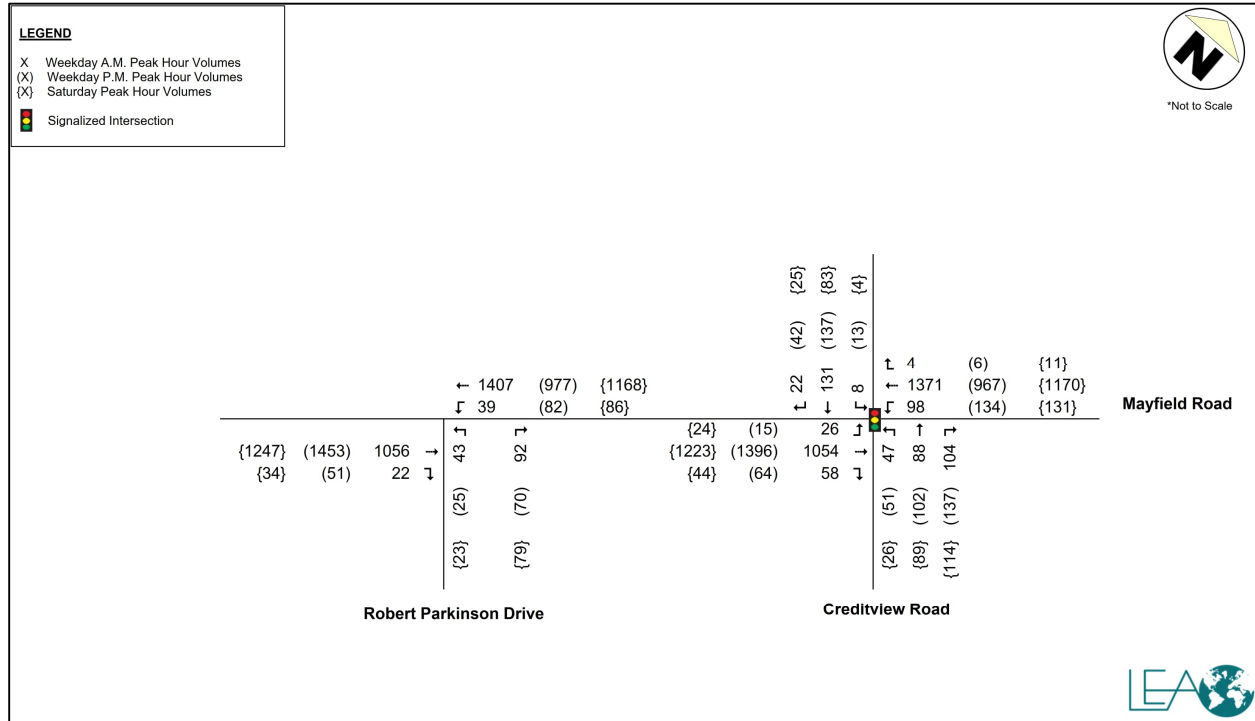 LEGEND
X Weekday A.M. Peak Hour Volumes
(X) Weekday P.M. Peak Hour Volumes
{X} Saturday Peak Hour Volumes
Signalized Intersection
N
*Not to Scale
1407 (977) {1168}
39 (82) {86}
{1247} (1453) 1056
{34} (51) 22
43 (25) {23}
92 (70) {79}
Robert Parkinson Drive
22 (42) {25}
131 (137) {83}
8 (13) {4}
4 (6) {11}
1371 (967) {1170}
98 (134) {131}
Mayfield Road
{24} (15) 26
{1223} (1396) 1054
{44} (64) 58
47 (51) {26}
88 (102) {89}
104 (137) {114}
Creditview Road
LEA